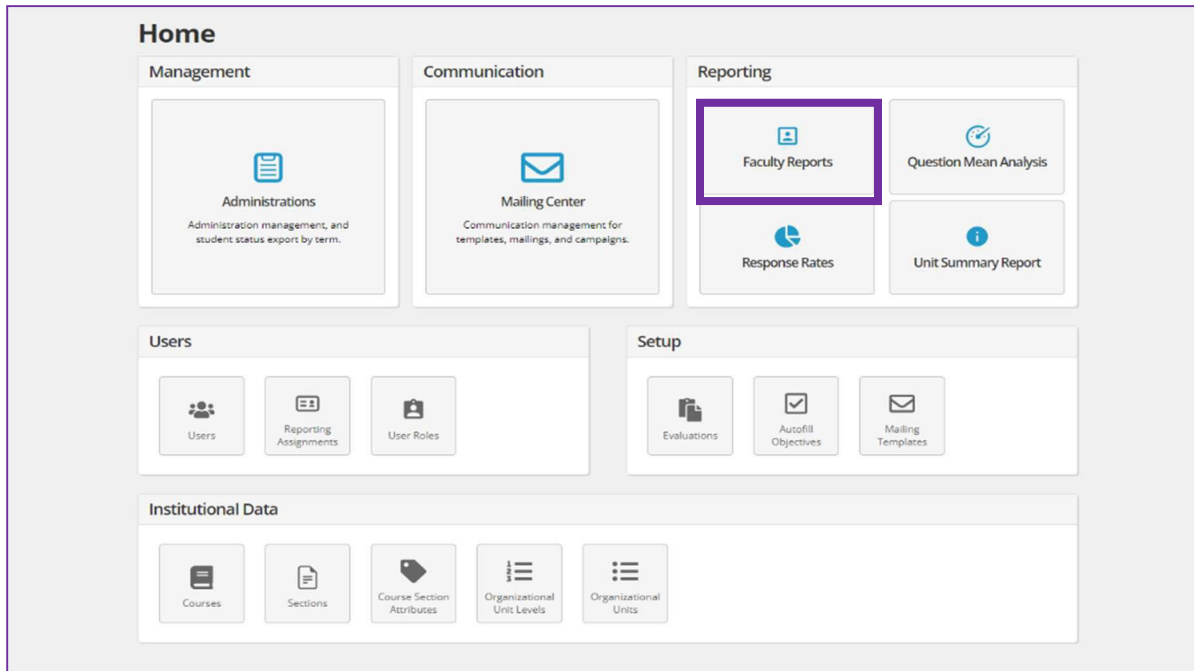 Home
Management
Communication
Reporting
Administrations
Administration management, and
student status export by term.
Mailing Center
Communication management for
templates, mailings, and campaigns.
Faculty Reports
Question Mean Analysis
Response Rates
Unit Summary Report
Users
Setup
Users
Reporting
Assignments
User Roles
Evaluations
Autofill
Objectives
Mailing
Templates
Institutional Data
Courses
Sections
Course Section
Attributes
Organizational
Unit Levels
Organizational
Units